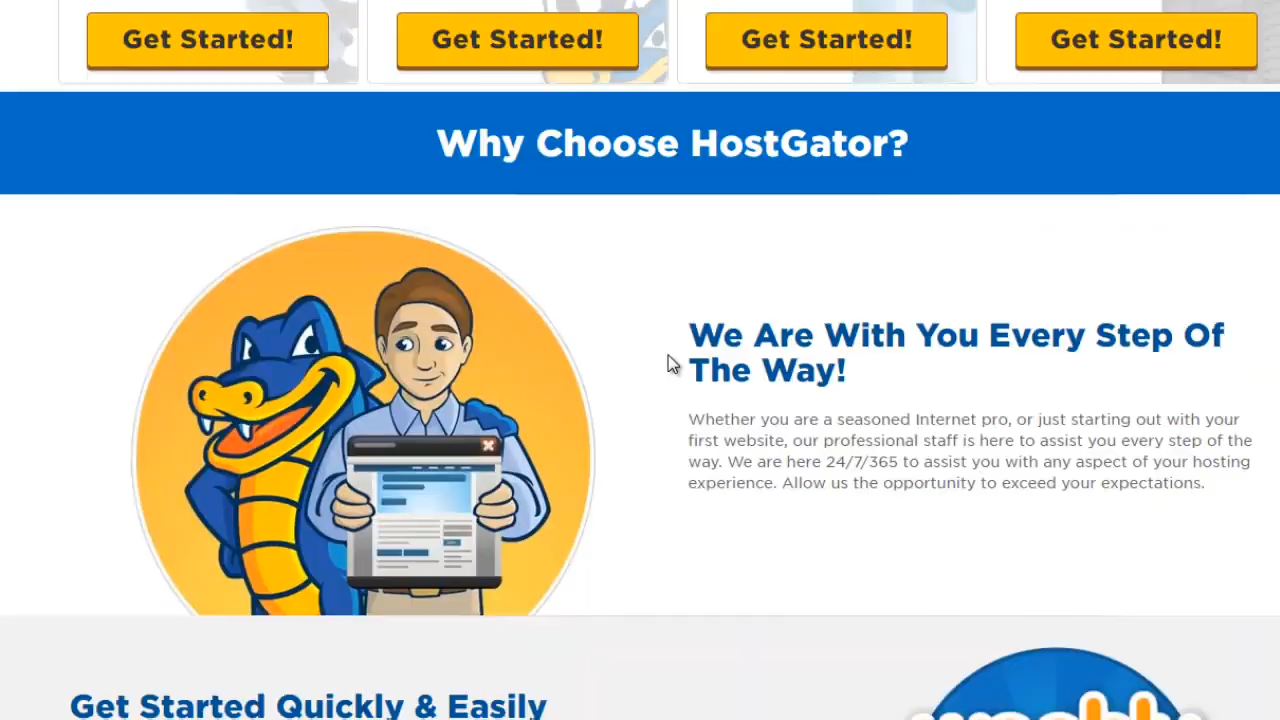 Get Started! Get Started! Get Started! Get Started!
Why Choose HostGator?
We Are With You Every Step Of
The Way!
Whether you are a seasoned Internet pro, or just starting out with your
first website, our professional staff is here to assist you every step of the
way. We are here 24/7/365 to assist you with any aspect of your hosting
experience. Allow us the opportunity to exceed your expectations.
Get Started Quickly & Easily